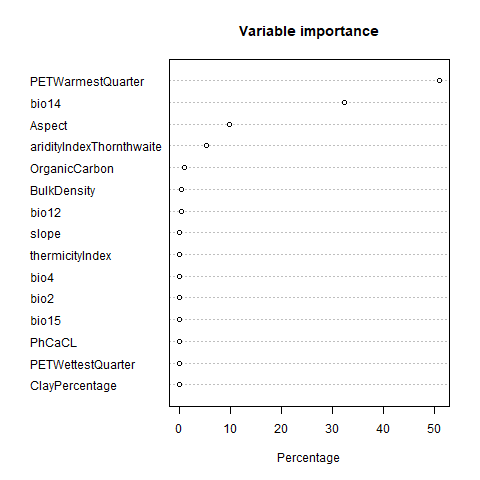 Variable importance
PETWarmestQuarter
bio14
Aspect
aridityIndexThornthwaite
OrganicCarbon
BulkDensity
bio12
slope
thermicityIndex
bio4
bio2
bio15
PhCaCL
PETWettestQuarter
ClayPercentage
0 10 20 30 40 50
Percentage